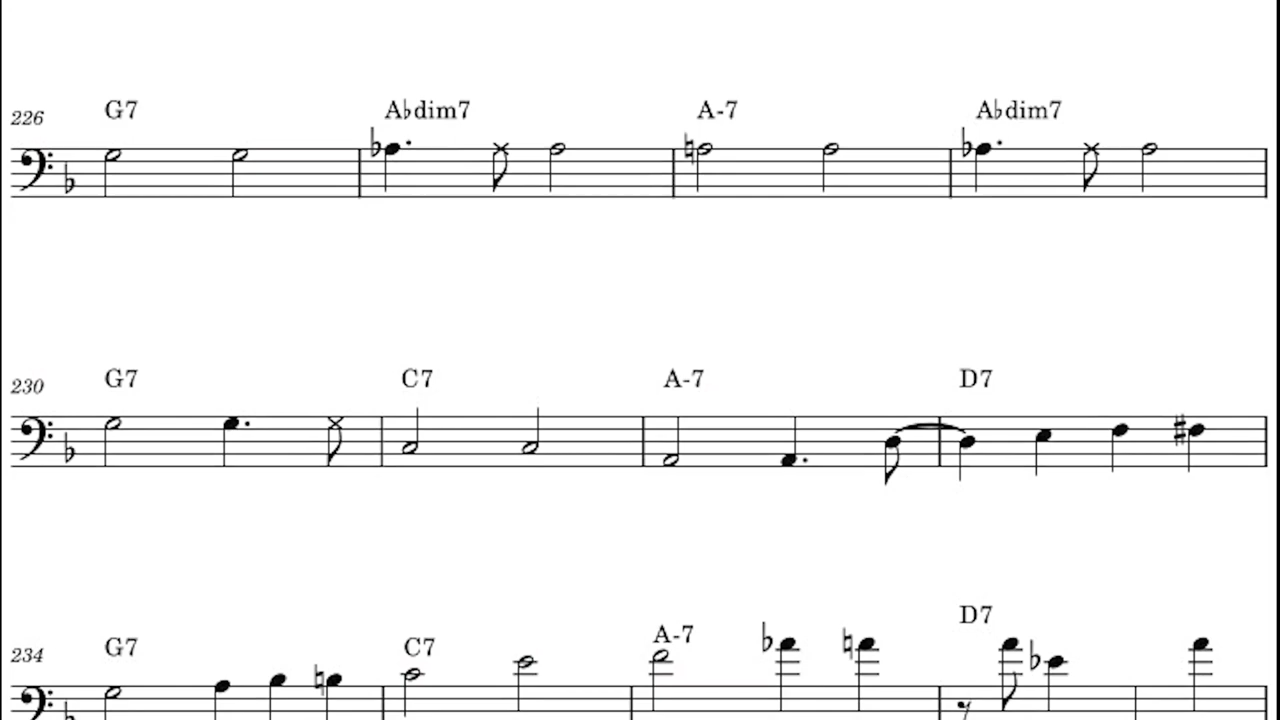 G7 A♭dim7 A-7 A♭dim7
226
G7 C7 A-7 D7
230
G7 C7 A-7 D7
234